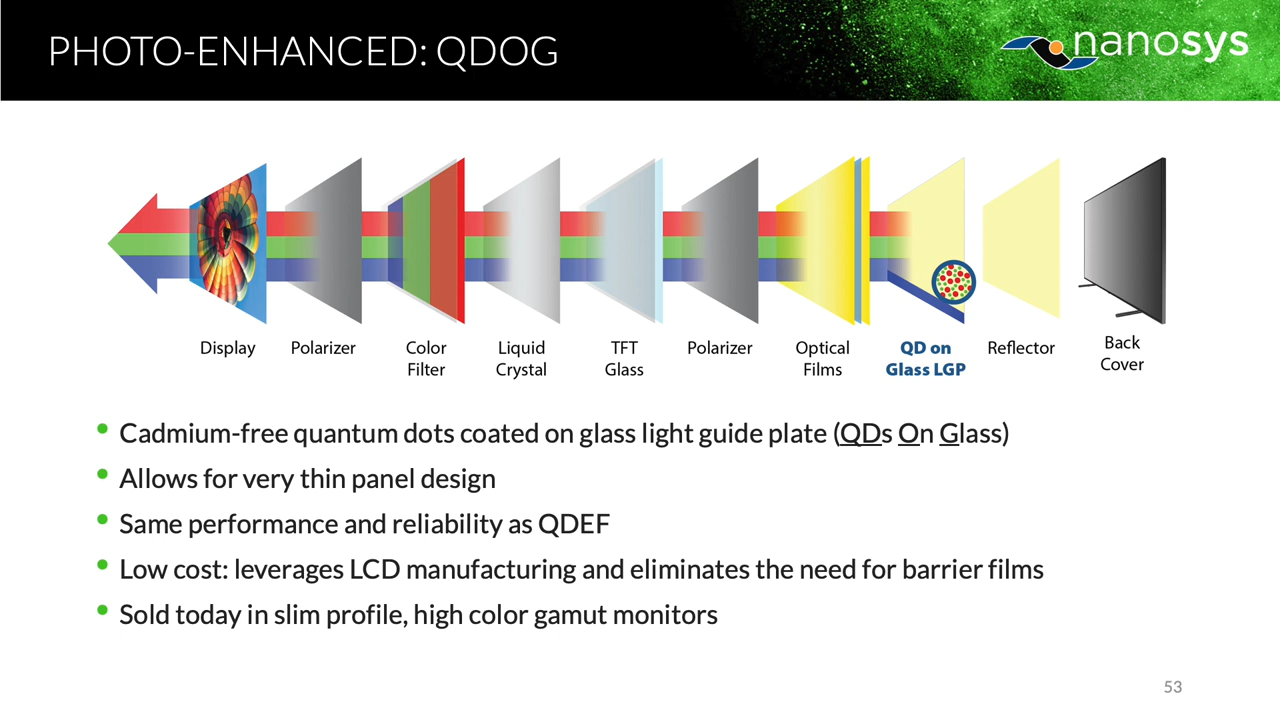 PHOTO-ENHANCED: QDOG
nanosys
Display
Polarizer
Color
Filter
Liquid
Crystal
TFT
Glass
Polarizer
Optical
Films
QD on
Glass LGP
Reflector
Back
Cover
• Cadmium-free quantum dots coated on glass light guide plate (QDs On Glass)
• Allows for very thin panel design
• Same performance and reliability as QDEF
• Low cost: leverages LCD manufacturing and eliminates the need for barrier films
• Sold today in slim profile, high color gamut monitors
53